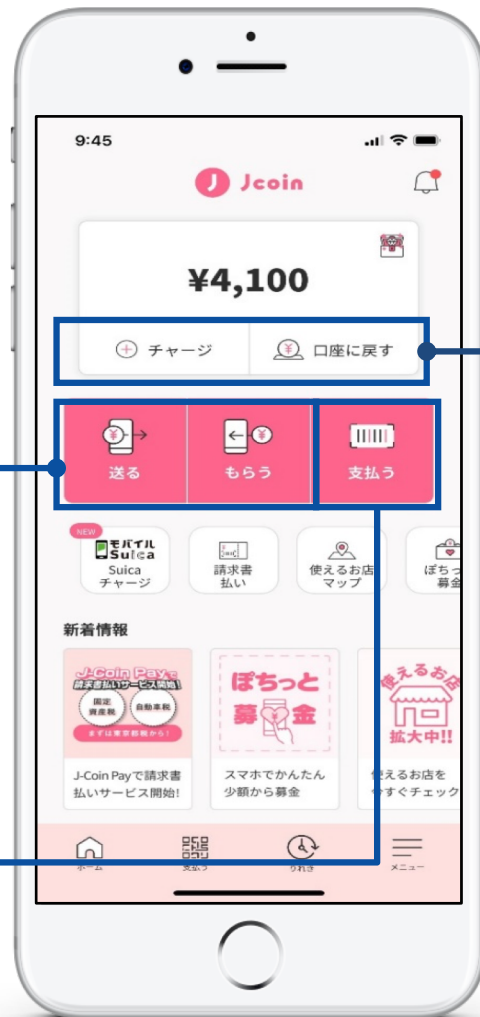 9:45
Jcoin
¥4,100
チャージ
口座に戻す
送る
もらう
支払う
NEW
モバイル
Suica
Suica
チャージ
請求書
払い
使えるお店
マップ
募金
新着情報
J-Coin Payで
請求書払いサービス開始!
固定
資産税
自動車税
まずは東京都税から!
ぽちっと
募金
使えるお店
拡大中!!
J-Coin Payで請求書
払いサービス開始!
スマホでかんたん
少額から募金
使えるお店を
今すぐチェック
ホーム
支払う
りれき
メニュー